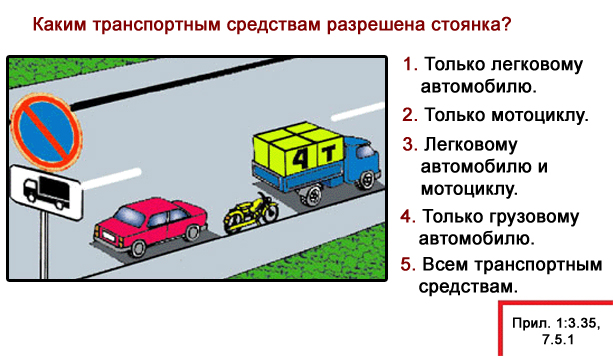 Каким транспортным средствам разрешена стоянка?
1. Только легковому
автомобилю.
2. Только мотоциклу.
3. Легковому
автомобилю и
мотоциклу.
4. Только грузовому
автомобилю.
5. Всем транспортным
средствам.
4 т
Прил. 1:3.35,
7.5.1